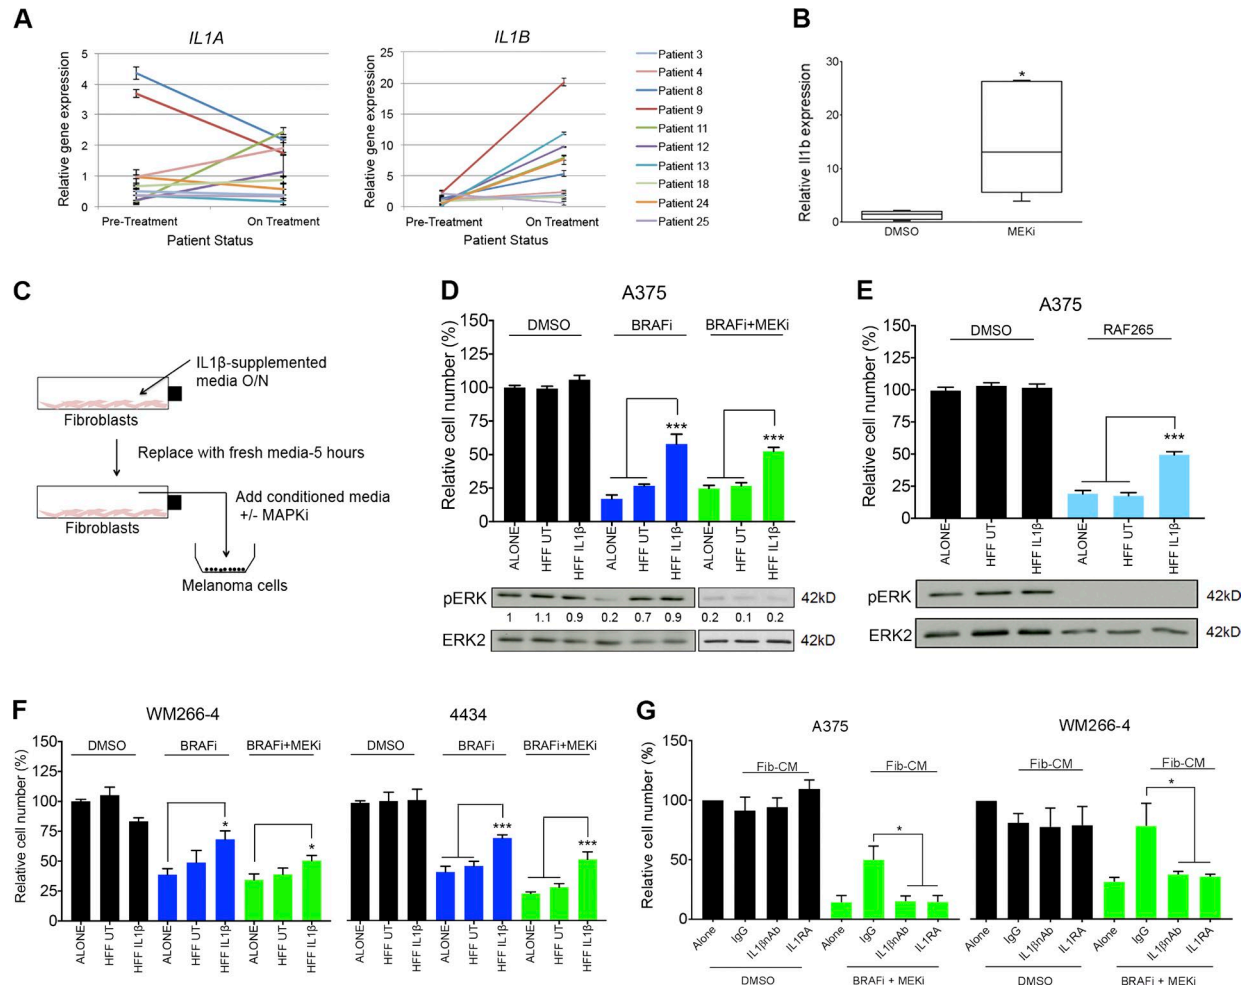 A
IL1A
IL1B
Relative gene expression
5
4
3
2
1
0
Pre-Treatment
On Treatment
Patient Status
Relative gene expression
25
20
15
10
5
0
Pre-Treatment
On Treatment
Patient Status
Patient 3
Patient 4
Patient 8
Patient 9
Patient 11
Patient 12
Patient 13
Patient 18
Patient 24
Patient 25
B
Relative Il1b expression
30
20
10
0
*
DMSO
MEKi
C
IL1β-supplemented
media O/N
Fibroblasts
Replace with fresh media-5 hours
Fibroblasts
Add conditioned media
+/- MAPKi
Melanoma cells
D
A375
Relative cell number (%)
150
125
100
75
50
25
0
DMSO
BRAFi
BRAFi+MEKi
***
***
ALONE
HFF UT
HFF IL1β
ALONE
HFF UT
HFF IL1β
ALONE
HFF UT
HFF IL1β
pERK
42kD
1 1.1 0.9 0.2 0.7 0.9 0.2 0.1 0.2
ERK2
42kD
E
A375
Relative cell number (%)
150
125
100
75
50
25
0
DMSO
RAF265
***
ALONE
HFF UT
HFF IL1β
ALONE
HFF UT
HFF IL1β
pERK
42kD
ERK2
42kD
F
WM266-4
Relative cell number (%)
150
125
100
75
50
25
0
DMSO
BRAFi
BRAFi+MEKi
*
*
ALONE
HFF UT
HFF IL1β
ALONE
HFF UT
HFF IL1β
ALONE
HFF UT
HFF IL1β
4434
DMSO
BRAFi
BRAFi+MEKi
***
***
ALONE
HFF UT
HFF IL1β
ALONE
HFF UT
HFF IL1β
ALONE
HFF UT
HFF IL1β
G
A375
Relative cell number (%)
150
100
50
0
Fib-CM
Fib-CM
*
Alone
IgG
IL1βnAb
IL1RA
Alone
IgG
IL1βnAb
IL1RA
DMSO
BRAFi + MEKi
WM266-4
150
100
50
0
Fib-CM
Fib-CM
*
Alone
IgG
IL1βnAb
IL1RA
Alone
IgG
IL1βnAb
IL1RA
DMSO
BRAFi + MEKi